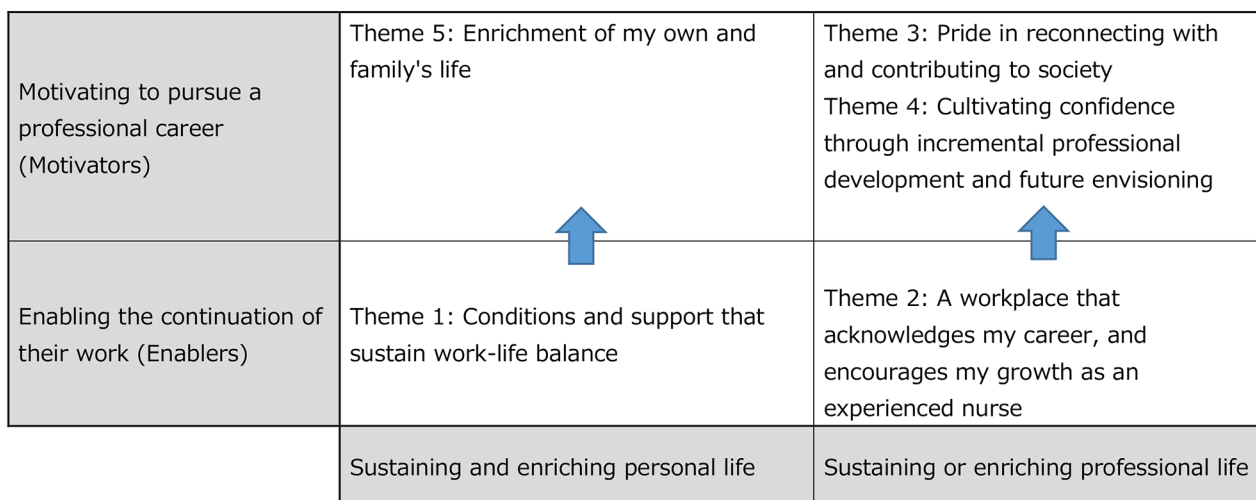 Motivating to pursue a
professional career
(Motivators)
Theme 5: Enrichment of my own and
family's life
Theme 3: Pride in reconnecting with
and contributing to society
Theme 4: Cultivating confidence
through incremental professional
development and future envisioning
Enabling the continuation of
their work (Enablers)
Theme 1: Conditions and support that
sustain work-life balance
Theme 2: A workplace that
acknowledges my career, and
encourages my growth as an
experienced nurse
Sustaining and enriching personal life
Sustaining or enriching professional life